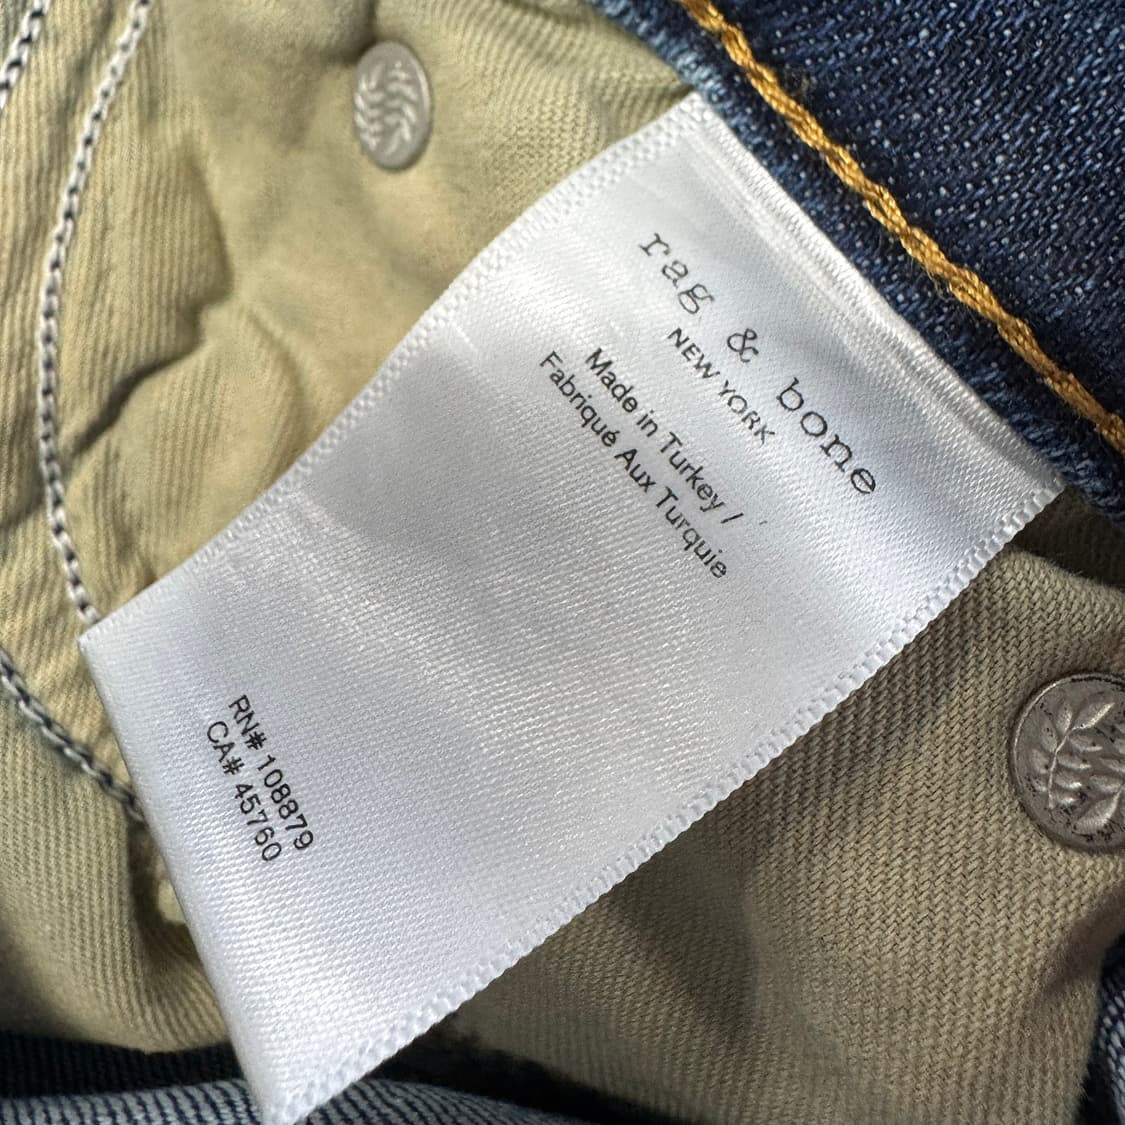 rag & bone
NEW YORK
Made in Turkey /
Fabriqué Aux Turquie
RN# 108879
CA# 45760